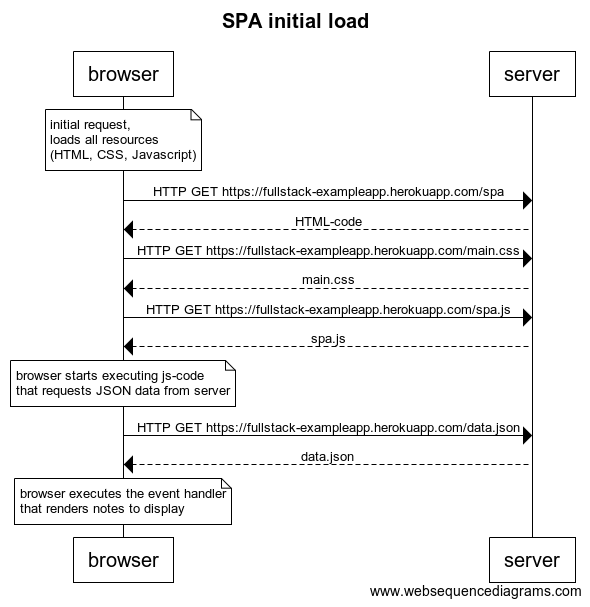 SPA initial load
browser
server
initial request,
loads all resources
(HTML, CSS, Javascript)
HTTP GET https://fullstack-exampleapp.herokuapp.com/spa
HTML-code
HTTP GET https://fullstack-exampleapp.herokuapp.com/main.css
main.css
HTTP GET https://fullstack-exampleapp.herokuapp.com/spa.js
spa.js
browser starts executing js-code
that requests JSON data from server
HTTP GET https://fullstack-exampleapp.herokuapp.com/data.json
data.json
browser executes the event handler
that renders notes to display
browser
server
www.websequencediagrams.com